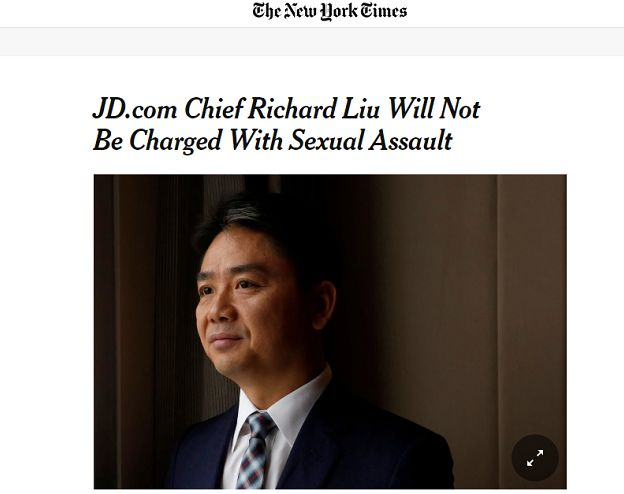 The New York Times
JD.com Chief Richard Liu Will Not
Be Charged With Sexual Assault